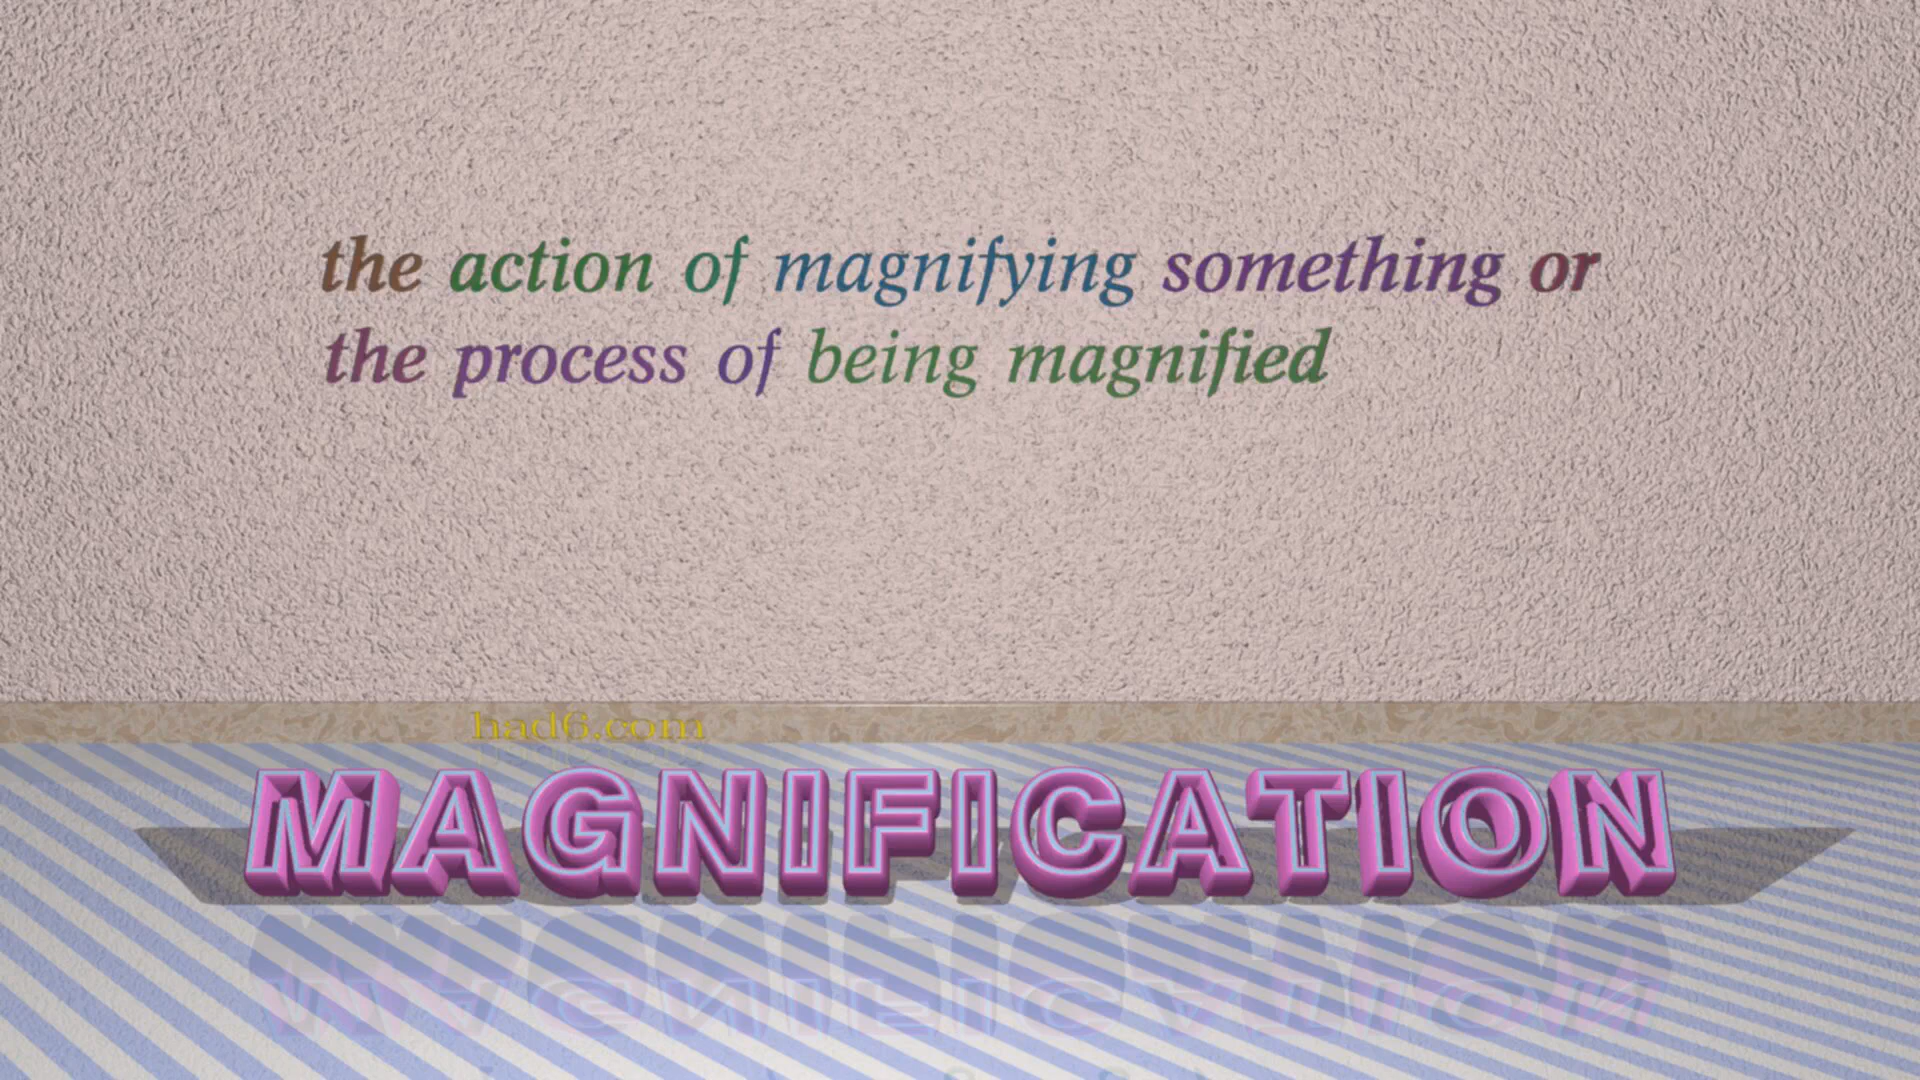 the action of magnifying something or
the process of being magnified
had6.com
MAGNIFICATION